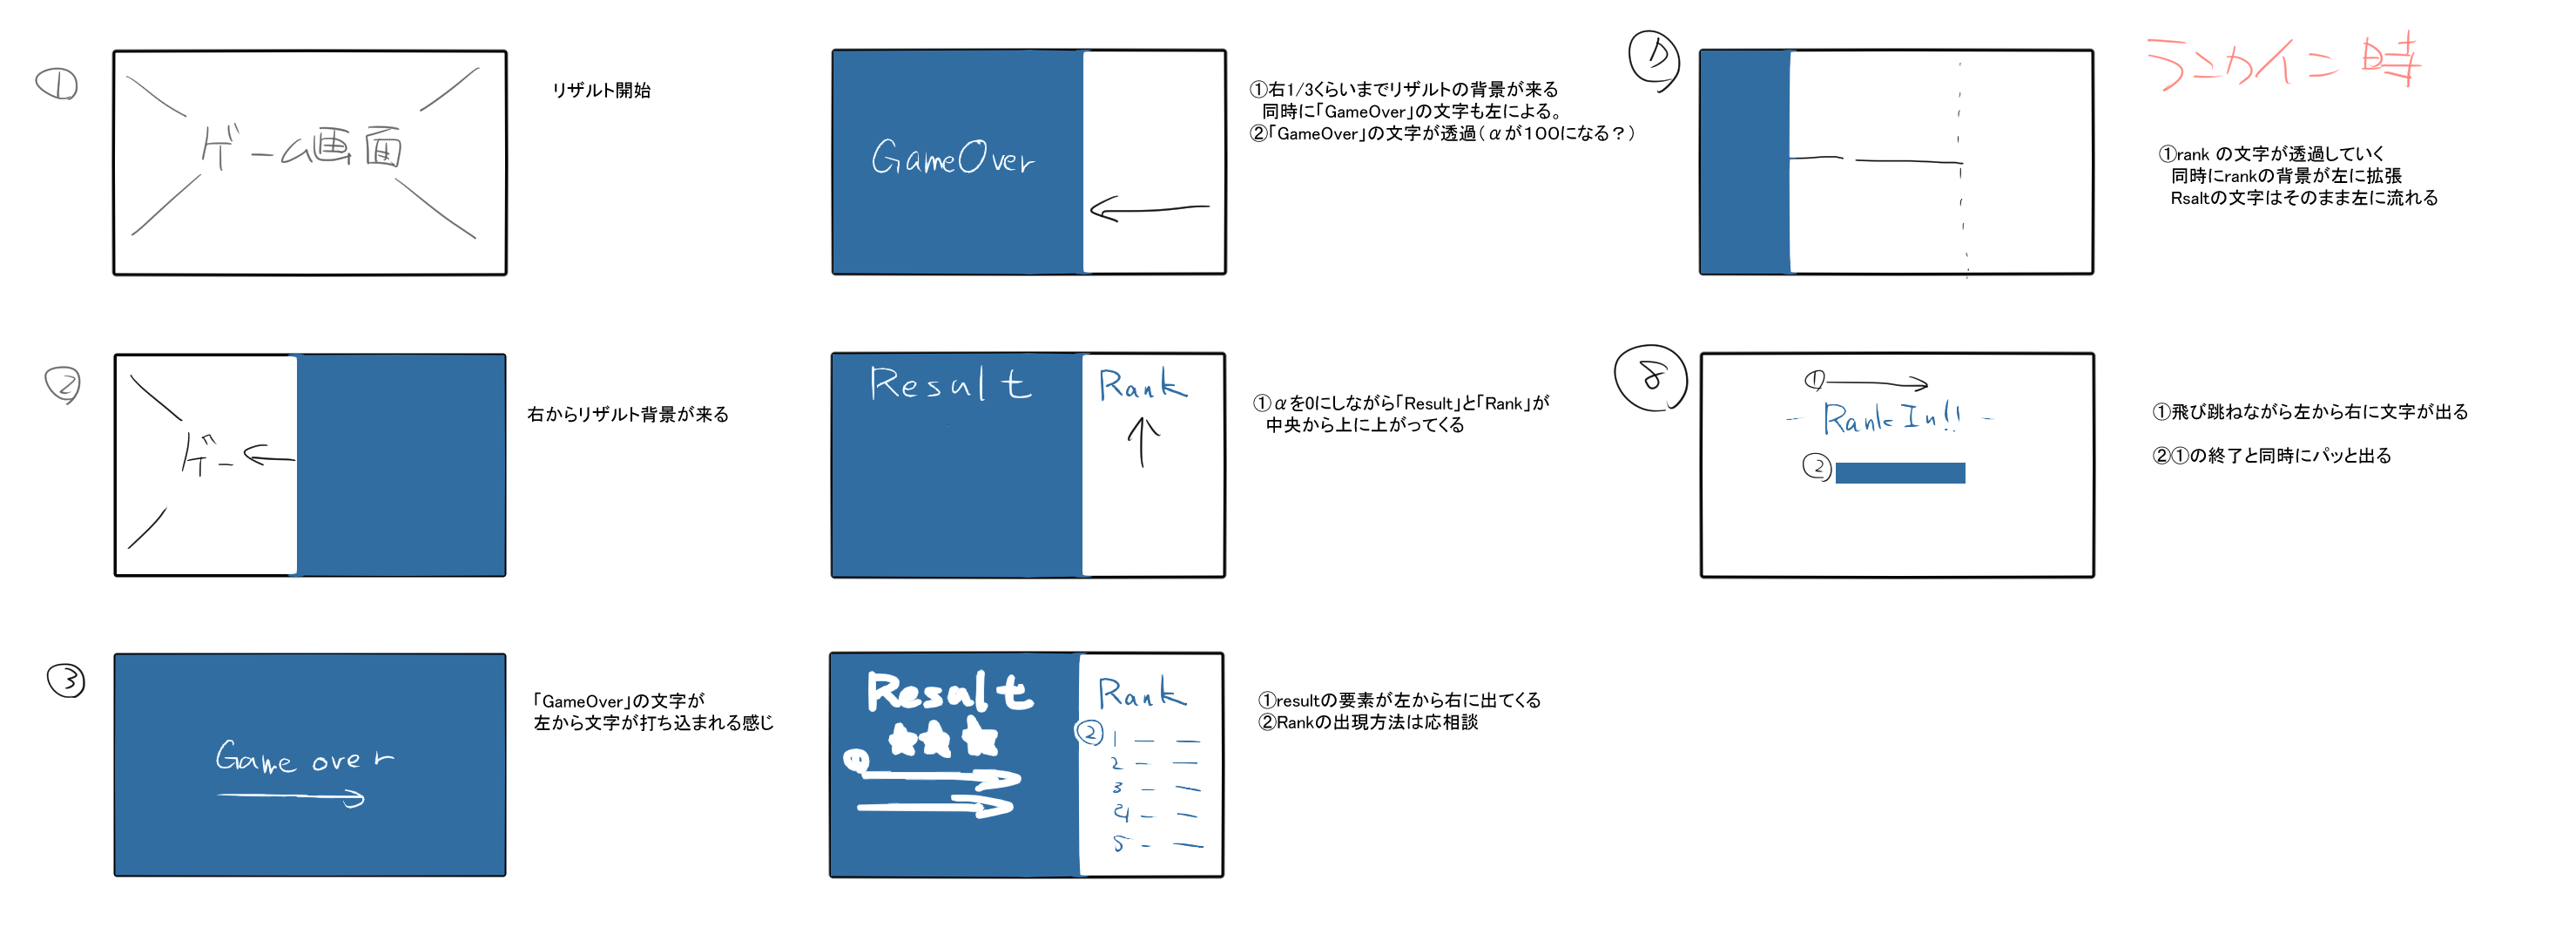 ①
ゲーム画面
リザルト開始
②
ゲー
右からリザルト背景が来る
③
Game over
「GameOver」の文字が
左から文字が打ち込まれる感じ
GameOver
①右1/3くらいまでリザルトの背景が来る
同時に「GameOver」の文字も左による。
②「GameOver」の文字が透過（αが１００になる？）
Result
Rank
①αを0にしながら「Result」と「Rank」が
中央から上に上がってくる
Result
Rank
②
1
2
3
4
5
①resultの要素が左から右に出てくる
②Rankの出現方法は応相談
ランカイン時
①rank の文字が透過していく
同時にrankの背景が左に拡張
Rsaltの文字はそのまま左に流れる
⑧
①
- Rank In!! -
②
①飛び跳ねながら左から右に文字が出る
②①の終了と同時にパッと出る